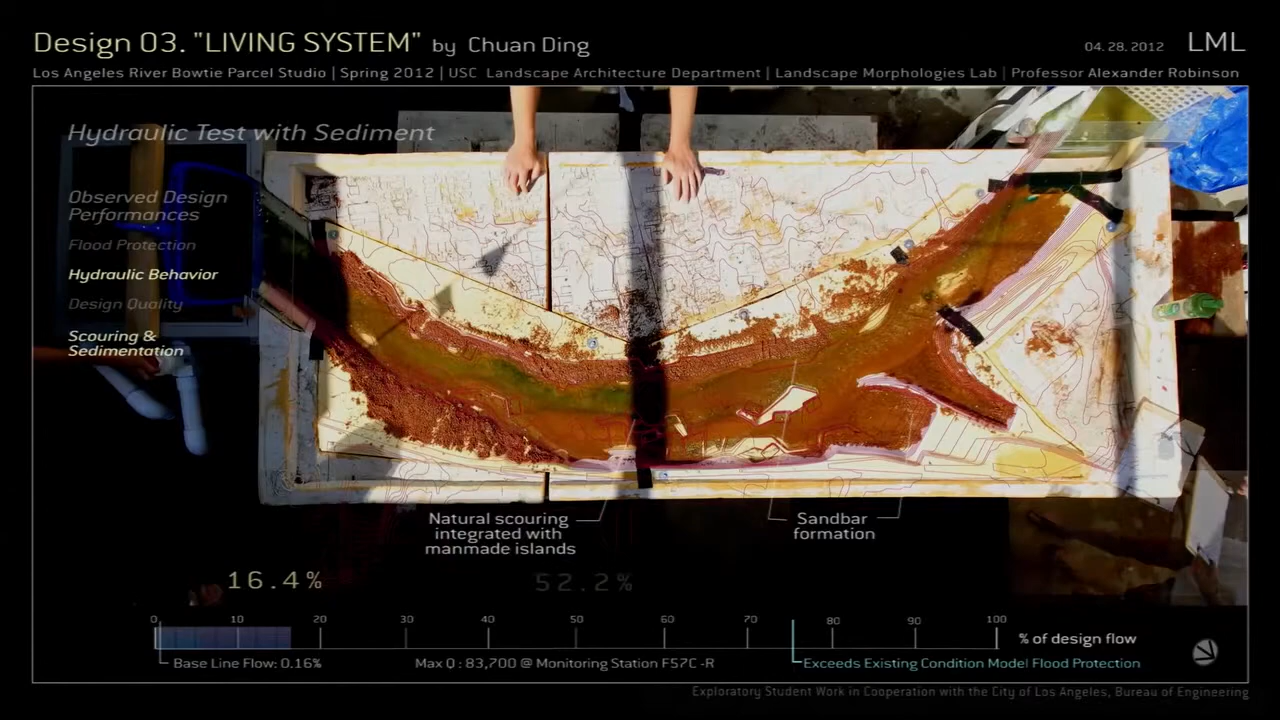 Design 03. "LIVING SYSTEM" by Chuan Ding
04.28.2012 LML
Los Angeles River Bowtie Parcel Studio | Spring 2012 | USC Landscape Architecture Department | Landscape Morphologies Lab | Professor Alexander Robinson
Hydraulic Test with Sediment
Observed Design
Performances
Flood Protection
Hydraulic Behavior
Design Quality
Scouring &
Sedimentation
Natural scouring
integrated with
manmade islands
Sandbar
formation
16.4% 52.2%
0 10 20 30 40 50 60 70 80 90 100
% of design flow
Base Line Flow: 0.16% Max Q : 83,700 @ Monitoring Station F57C -R Exceeds Existing Condition Model Flood Protection
Exploratory Student Work in Cooperation with the City of Los Angeles, Bureau of Engineering